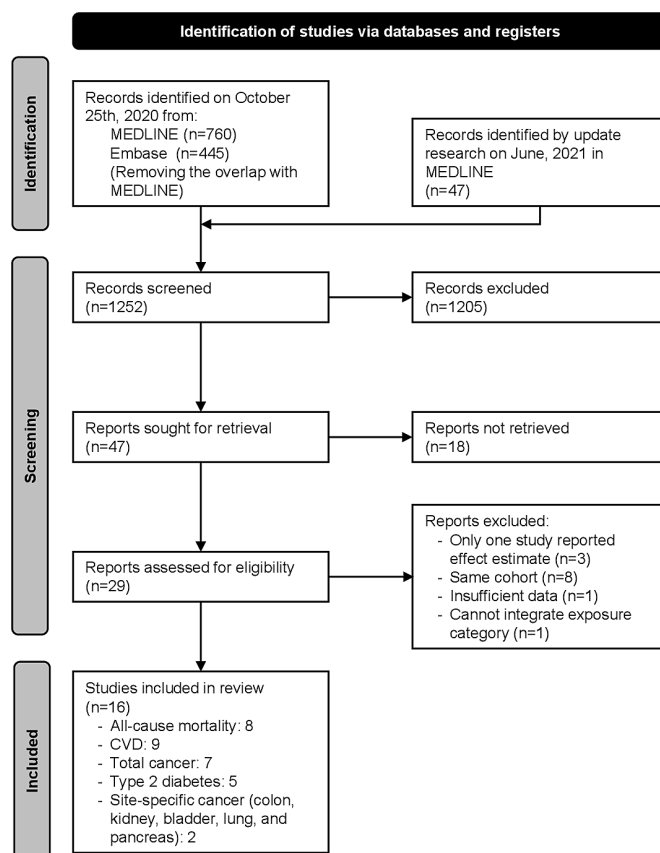 Identification of studies via databases and registers
Identification
Records identified on October
25th, 2020 from:
MEDLINE (n=760)
Embase (n=445)
(Removing the overlap with
MEDLINE)
Records identified by update
research on June, 2021 in
MEDLINE
(n=47)
Screening
Records screened
(n=1252)
Records excluded
(n=1205)
Reports sought for retrieval
(n=47)
Reports not retrieved
(n=18)
Reports assessed for eligibility
(n=29)
Reports excluded:
- Only one study reported
effect estimate (n=3)
- Same cohort (n=8)
- Insufficient data (n=1)
- Cannot integrate exposure
category (n=1)
Included
Studies included in review
(n=16)
- All-cause mortality: 8
- CVD: 9
- Total cancer: 7
- Type 2 diabetes: 5
- Site-specific cancer (colon,
kidney, bladder, lung, and
pancreas): 2